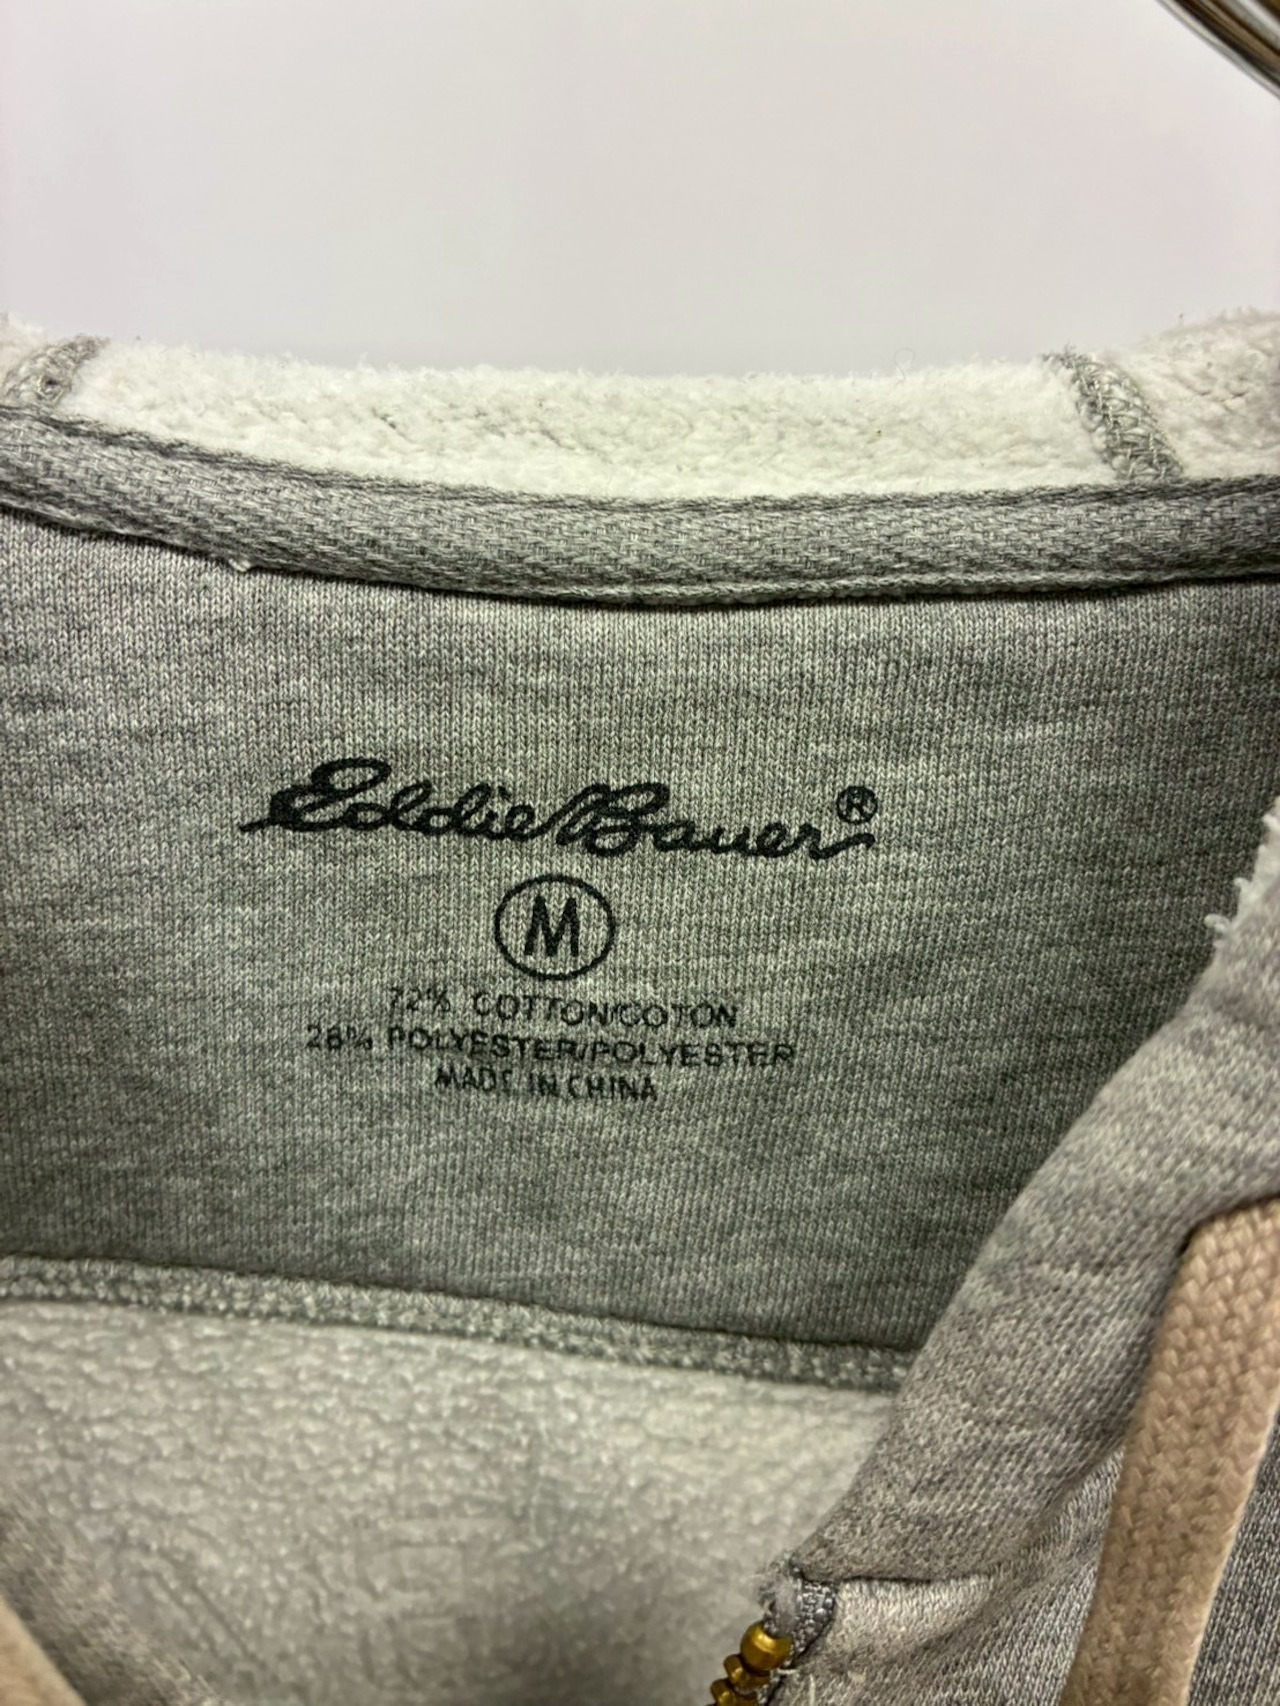 Eddie Bauer®
M
72% COTTON/COTON
28% POLYESTER/POLYESTER
MADE IN CHINA